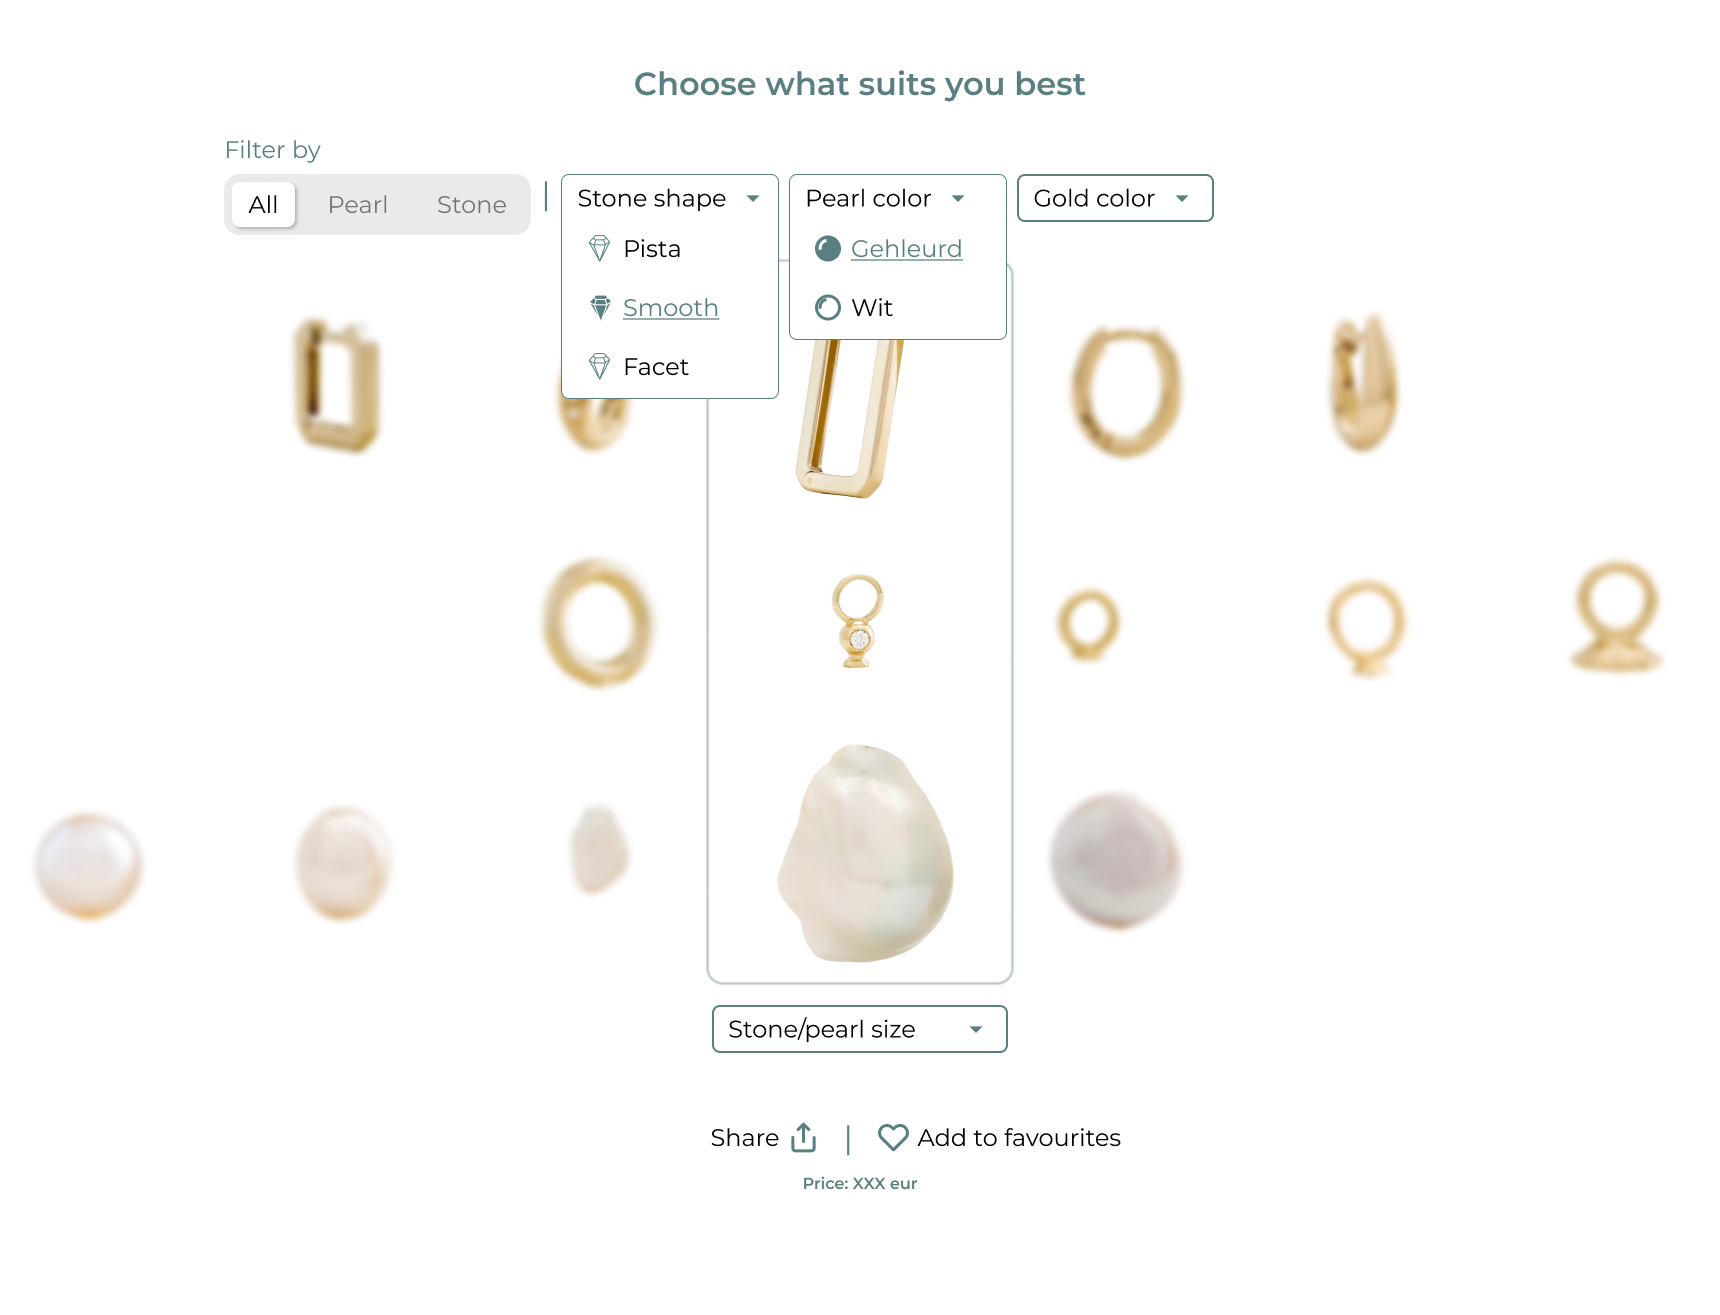 Choose what suits you best
Filter by
All Pearl Stone
Stone shape
Pista
Smooth
Facet
Pearl color
Gehleurd
Wit
Gold color
Stone/pearl size
Share | Add to favourites
Price: XXX eur